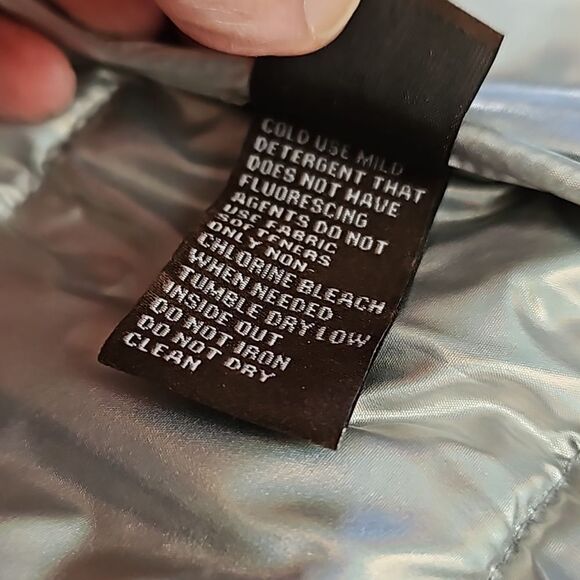 COLD USE MILD
DETERGENT THAT
DOES NOT HAVE
FLUORESCING
AGENTS DO NOT
USE FABRIC
SOFTENERS
ONLY NON-
CHLORINE BLEACH
WHEN NEEDED
TUMBLE DRY LOW
INSIDE OUT
DO NOT IRON
DO NOT DRY
CLEAN